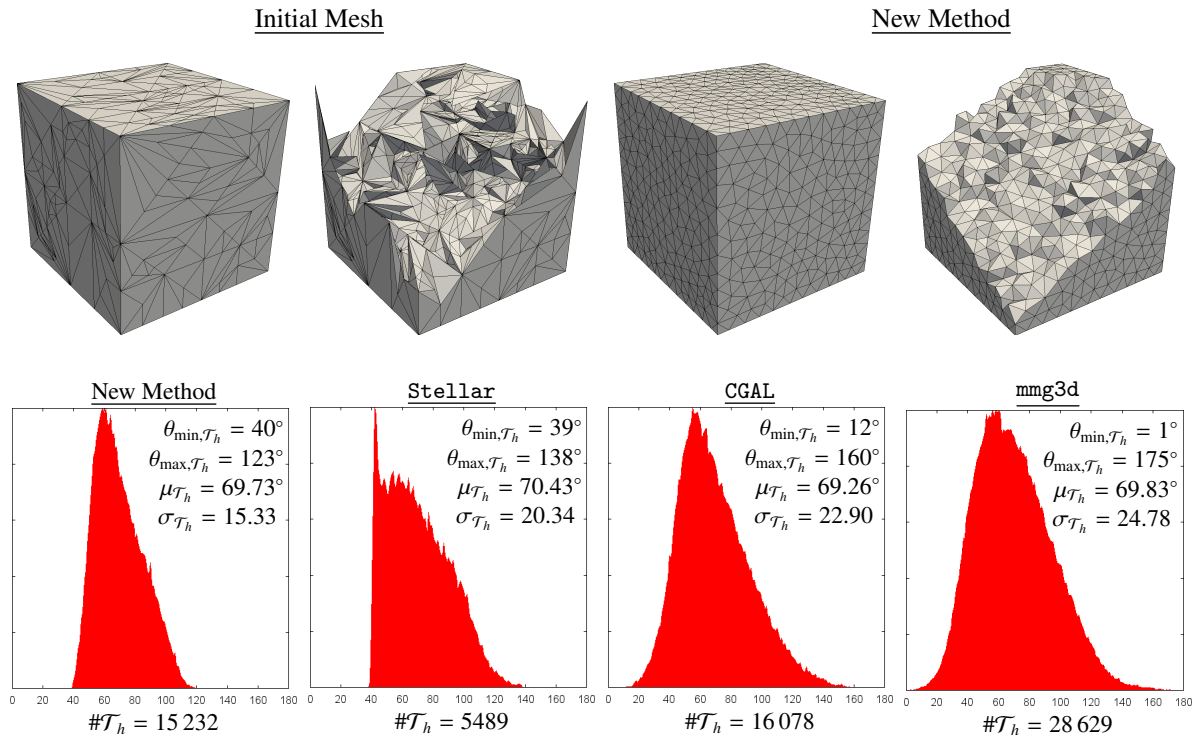 Initial Mesh New Method
New Method Stellar CGAL mmg3d
θmin,𝒯h = 40°
θmax,𝒯h = 123°
μ𝒯h = 69.73°
σ𝒯h = 15.33
θmin,𝒯h = 39°
θmax,𝒯h = 138°
μ𝒯h = 70.43°
σ𝒯h = 20.34
θmin,𝒯h = 12°
θmax,𝒯h = 160°
μ𝒯h = 69.26°
σ𝒯h = 22.90
θmin,𝒯h = 1°
θmax,𝒯h = 175°
μ𝒯h = 69.83°
σ𝒯h = 24.78
0 20 40 60 80 100 120 140 160 180
0 20 40 60 80 100 120 140 160 180
0 20 40 60 80 100 120 140 160 180
0 20 40 60 80 100 120 140 160 180
#𝒯h = 15 232
#𝒯h = 5489
#𝒯h = 16 078
#𝒯h = 28 629